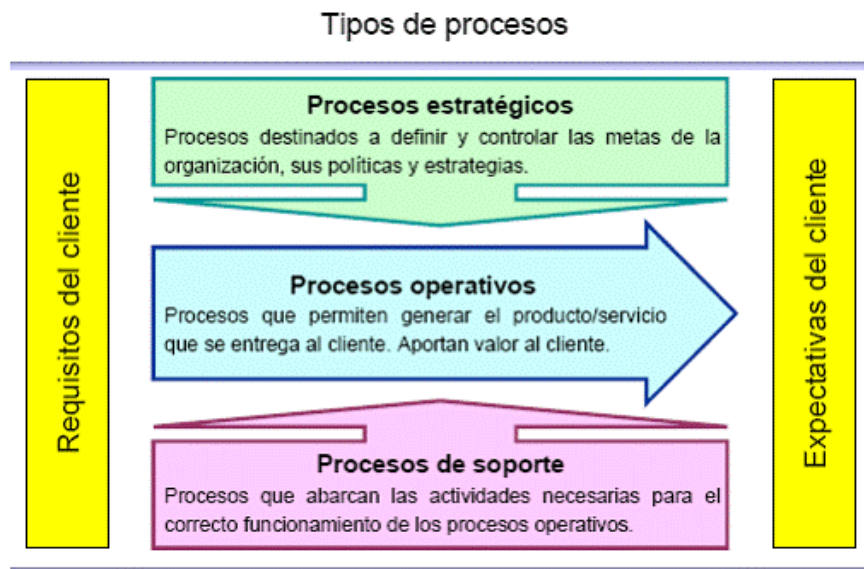 Tipos de procesos
Requisitos del cliente
Procesos estratégicos
Procesos destinados a definir y controlar las metas de la
organización, sus políticas y estrategias.
Procesos operativos
Procesos que permiten generar el producto/servicio
que se entrega al cliente. Aportan valor al cliente.
Procesos de soporte
Procesos que abarcan las actividades necesarias para el
correcto funcionamiento de los procesos operativos.
Expectativas del cliente